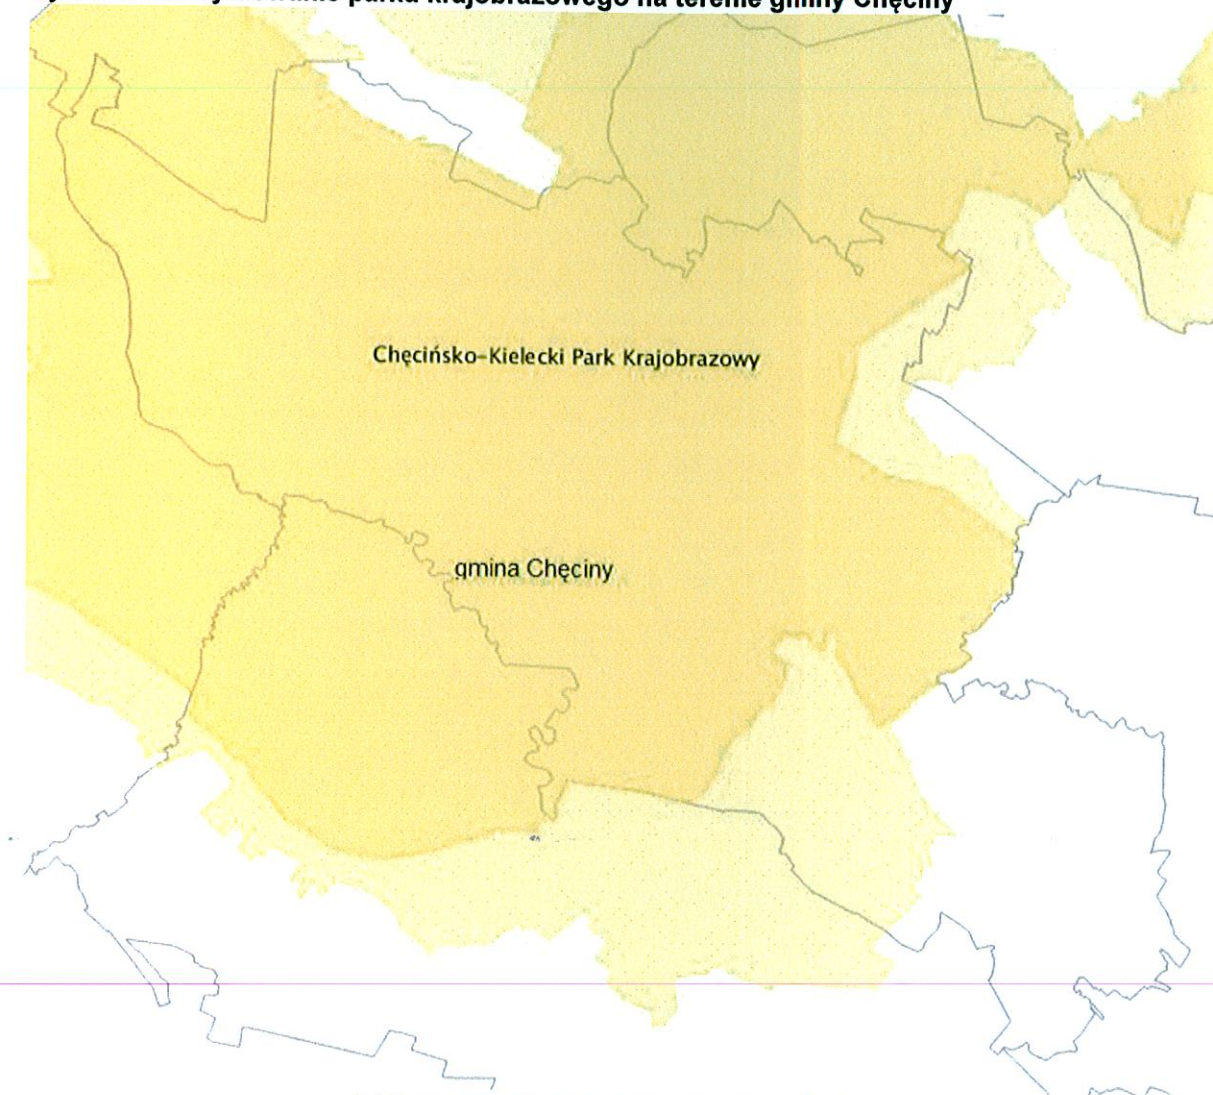 parku krajobrazowego na terenie gminy Chęciny
Chęcińsko-Kielecki Park Krajobrazowy
gmina Chęciny